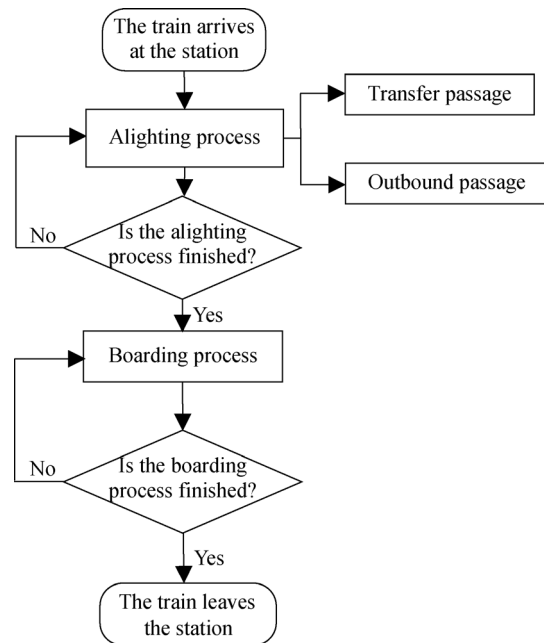 The train arrives
at the station
Transfer passage
Alighting process
Outbound passage
Is the alighting
process finished?
No
Yes
Boarding process
Is the boarding
process finished?
No
Yes
The train leaves
the station